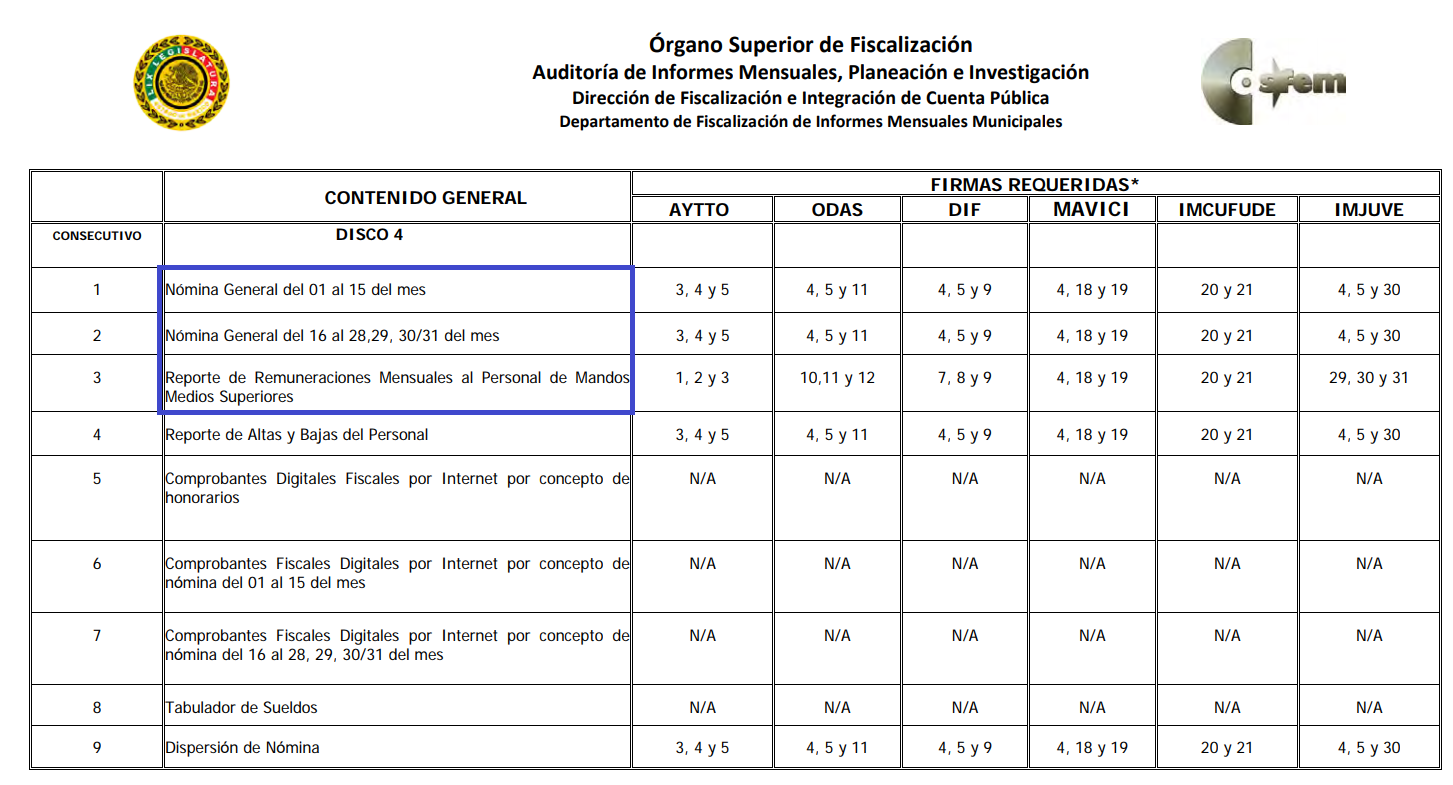 Órgano Superior de Fiscalización
Auditoría de Informes Mensuales, Planeación e Investigación
Dirección de Fiscalización e Integración de Cuenta Pública
Departamento de Fiscalización de Informes Mensuales Municipales
LIX LEGISLATURA
osfem
CONTENIDO GENERAL
FIRMAS REQUERIDAS*
AYTTO ODAS DIF MAVICI IMCUFUDE IMJUVE
CONSECUTIVO DISCO 4
1 Nómina General del 01 al 15 del mes 3, 4 y 5 4, 5 y 11 4, 5 y 9 4, 18 y 19 20 y 21 4, 5 y 30
2 Nómina General del 16 al 28,29, 30/31 del mes 3, 4 y 5 4, 5 y 11 4, 5 y 9 4, 18 y 19 20 y 21 4, 5 y 30
3 Reporte de Remuneraciones Mensuales al Personal de Mandos 1, 2 y 3 10,11 y 12 7, 8 y 9 4, 18 y 19 20 y 21 29, 30 y 31
Medios Superiores
4 Reporte de Altas y Bajas del Personal 3, 4 y 5 4, 5 y 11 4, 5 y 9 4, 18 y 19 20 y 21 4, 5 y 30
5 Comprobantes Digitales Fiscales por Internet por concepto de N/A N/A N/A N/A N/A N/A
honorarios
6 Comprobantes Fiscales Digitales por Internet por concepto de N/A N/A N/A N/A N/A N/A
nómina del 01 al 15 del mes
7 Comprobantes Fiscales Digitales por Internet por concepto de N/A N/A N/A N/A N/A N/A
nómina del 16 al 28, 29, 30/31 del mes
8 Tabulador de Sueldos N/A N/A N/A N/A N/A N/A
9 Dispersión de Nómina 3, 4 y 5 4, 5 y 11 4, 5 y 9 4, 18 y 19 20 y 21 4, 5 y 30